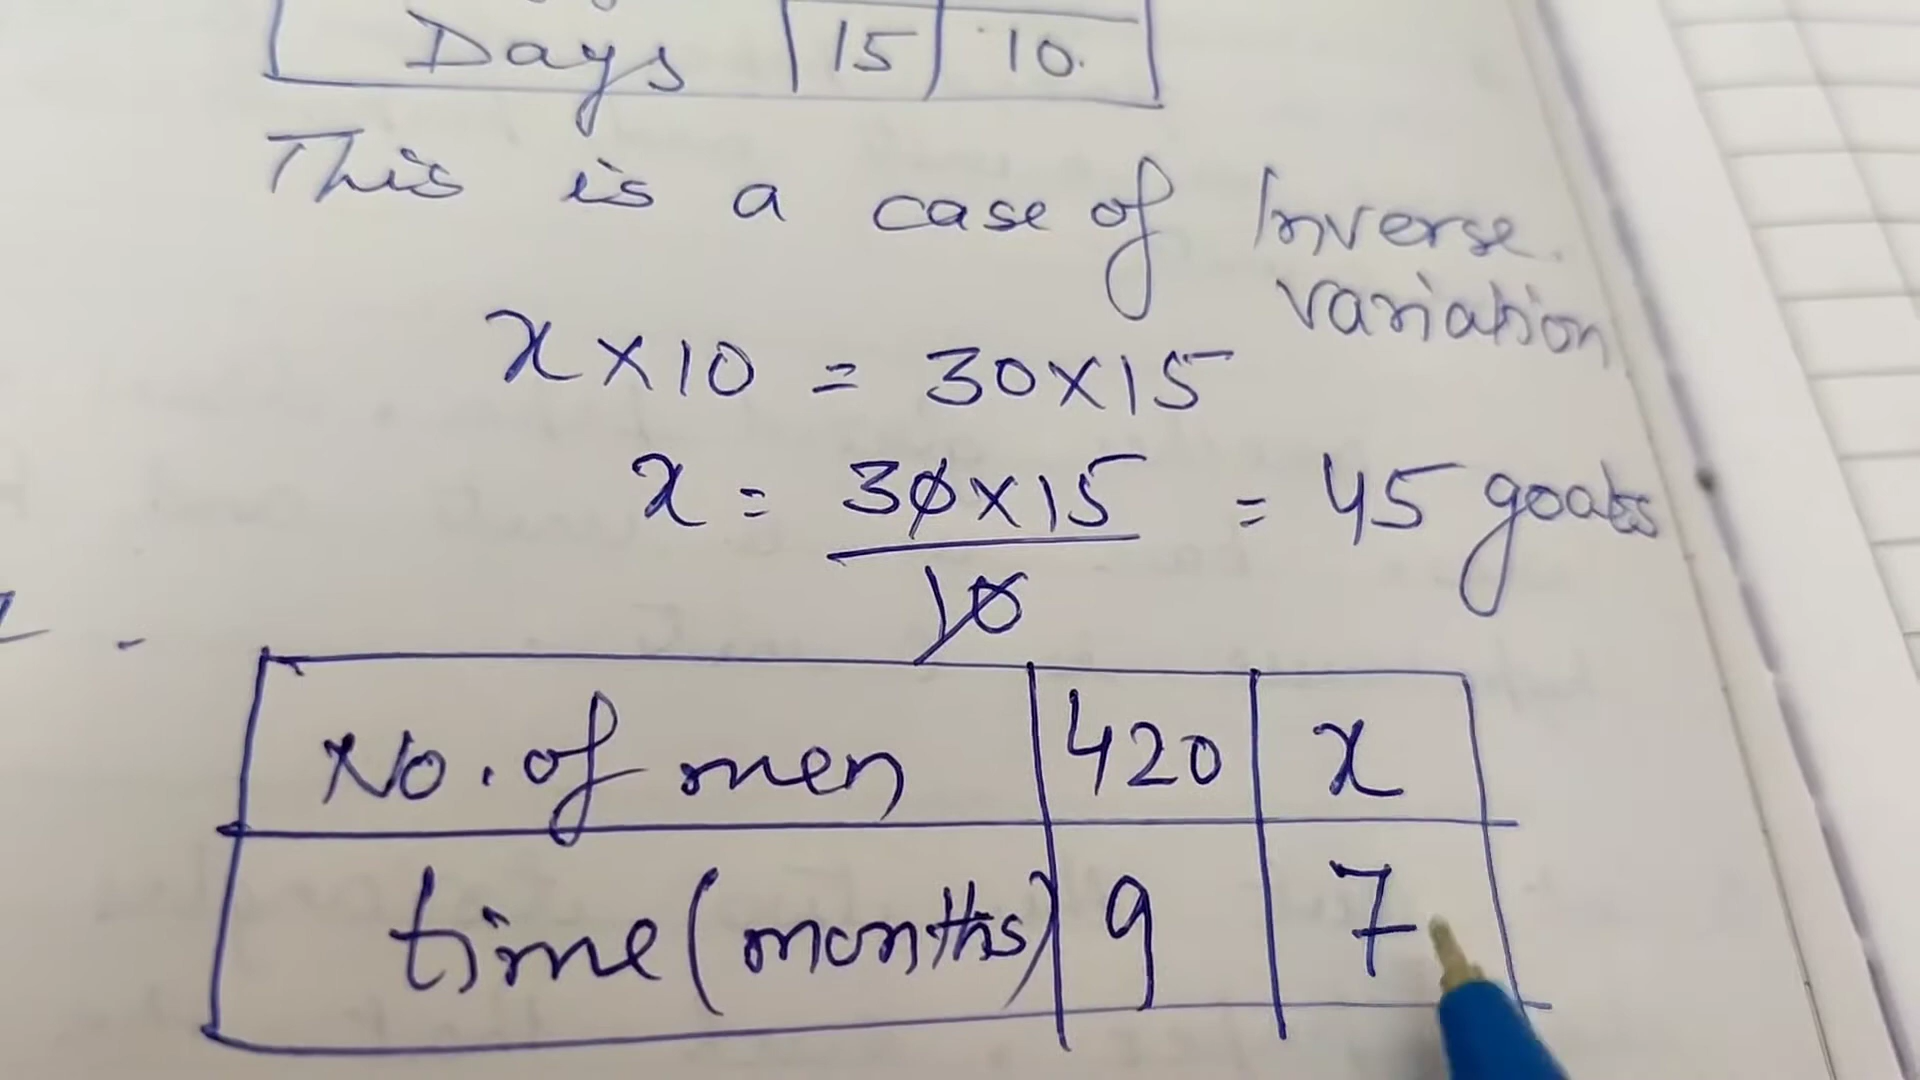 Days 15 10.
This is a case of Inverse
variation
x × 10 = 30 × 15
x = 30 × 15 = 45 goats
10
No. of men 420 x
time (months) 9 7